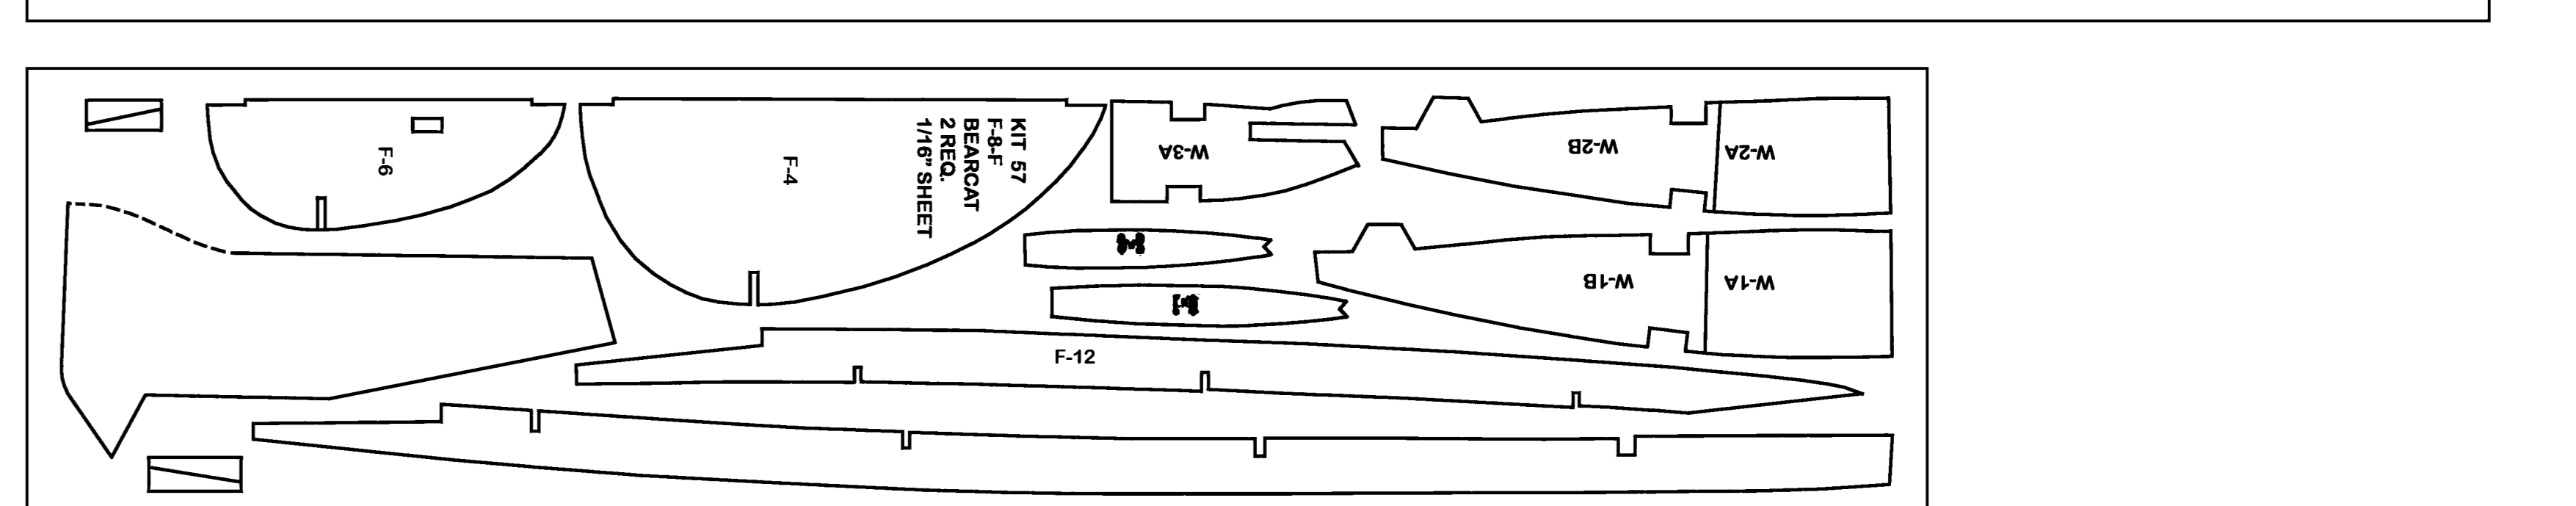 F-6
F-4
KIT 57
F-8-F
BEARCAT
2 REQ.
1/16” SHEET
W-3A
W-2B
W-2A
W-1B
W-1A
F-12